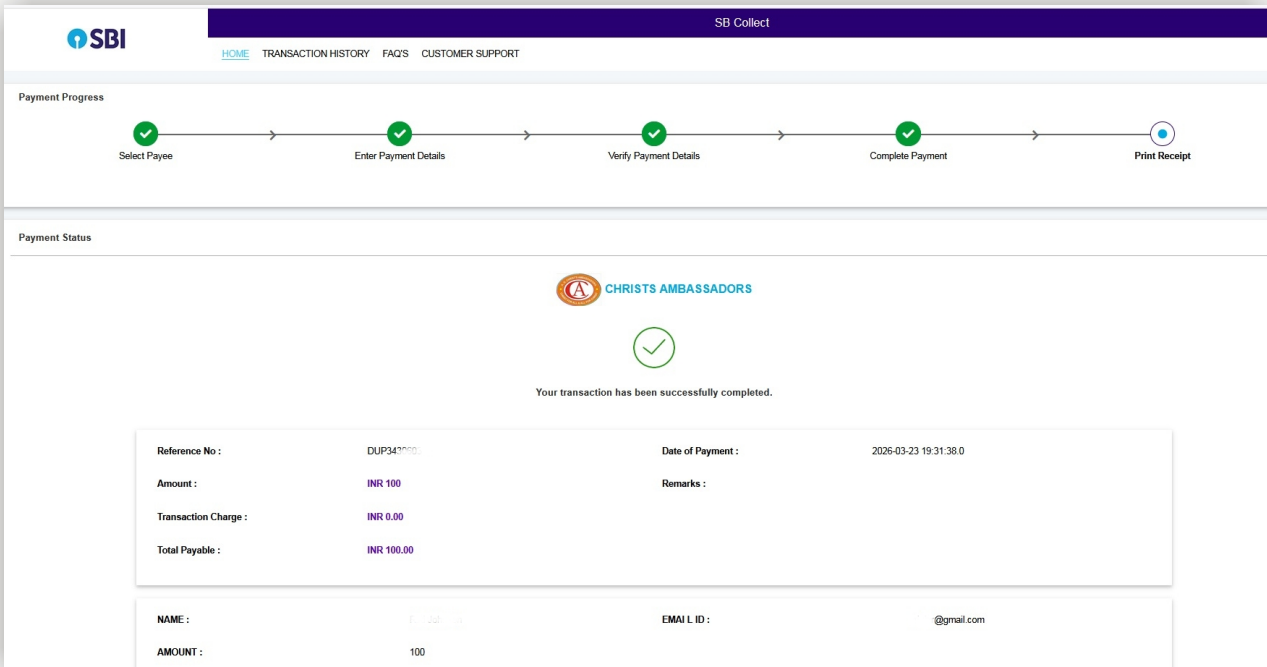 SBI
SB Collect
HOME TRANSACTION HISTORY FAQ'S CUSTOMER SUPPORT
Payment Progress
Select Payee Enter Payment Details Verify Payment Details Complete Payment Print Receipt
Payment Status
A CHRISTS AMBASSADORS
Your transaction has been successfully completed.
Reference No : DUP34 Date of Payment : 2026-03-23 19:31:38.0
Amount : INR 100 Remarks :
Transaction Charge : INR 0.00
Total Payable : INR 100.00
NAME : EMAI L ID : @gmail.com
AMOUNT : 100